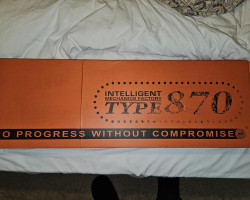 INTELLIGENT
MECHANICS FACTORY
TYPE 870
O PROGRESS WITHOUT COMPROMISE